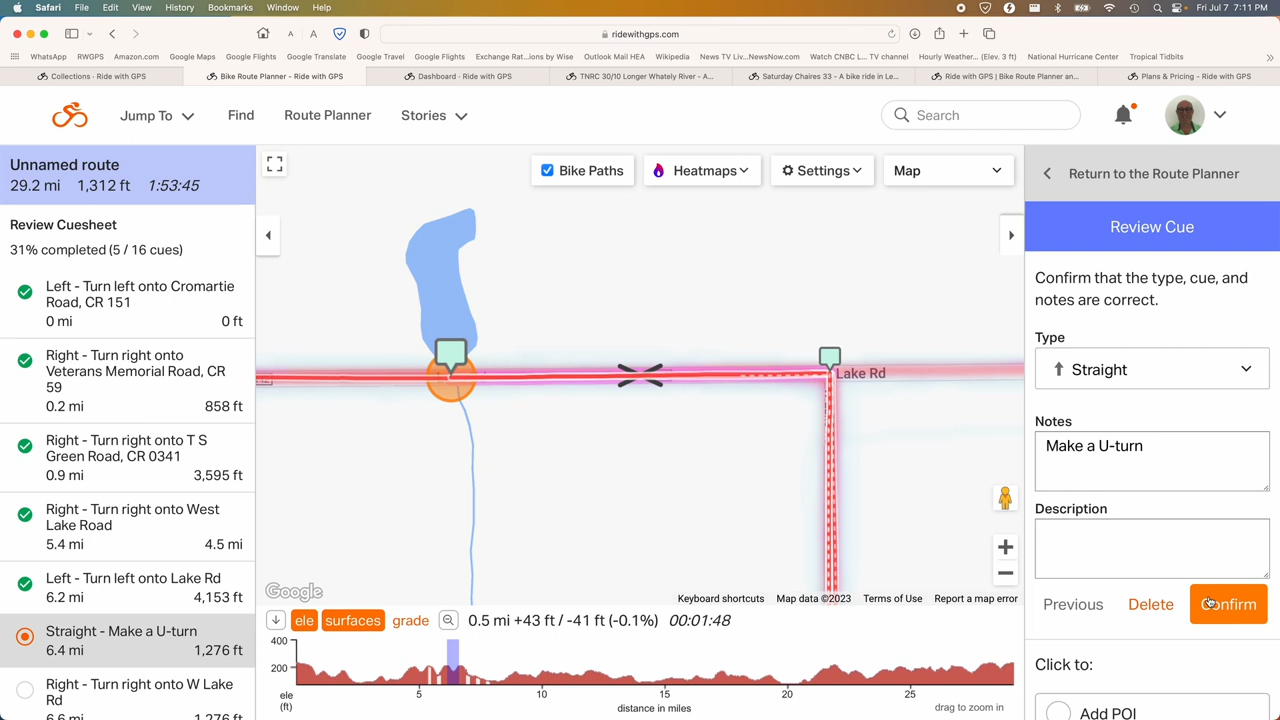 Safari File Edit View History Bookmarks Window Help Fri Jul 7 7:11 PM
ridewithgps.com
WhatsApp RWGPS Amazon.com Google Maps Google Flights Google Translate Google Travel Google Flights Exchange Rat...ions by Wise Outlook Mail HEA Wikipedia News TV Liv...NewsNow.com Watch CNBC L... TV channel Hourly Weather... (Elev. 3 ft) National Hurricane Center Tropical Tidbits
Collections · Ride with GPS Bike Route Planner - Ride with GPS Dashboard · Ride with GPS TNRC 30/10 Longer Whately River - A... Saturday Chaires 33 - A bike ride in Le... Ride with GPS | Bike Route Planner an... Plans & Pricing - Ride with GPS
Jump To Find Route Planner Stories Search
Unnamed route
29.2 mi 1,312 ft 1:53:45
Review Cuesheet
31% completed (5 / 16 cues)
Left - Turn left onto Cromartie
Road, CR 151
0 mi 0 ft
Right - Turn right onto
Veterans Memorial Road, CR
59
0.2 mi 858 ft
Right - Turn right onto T S
Green Road, CR 0341
0.9 mi 3,595 ft
Right - Turn right onto West
Lake Road
5.4 mi 4.5 mi
Left - Turn left onto Lake Rd
6.2 mi 4,153 ft
Straight - Make a U-turn
6.4 mi 1,276 ft
Right - Turn right onto W Lake
Rd
6.6 mi 1,276 ft
Bike Paths Heatmaps Settings Map
Lake Rd
Google
Keyboard shortcuts Map data ©2023 Terms of Use Report a map error
ele surfaces grade 0.5 mi +43 ft / -41 ft (-0.1%) 00:01:48
400
200
ele
(ft)
5 10 15 20 25
distance in miles
drag to zoom in
Return to the Route Planner
Review Cue
Confirm that the type, cue, and
notes are correct.
Type
Straight
Notes
Make a U-turn
Description
Previous Delete Confirm
Click to:
Add POI